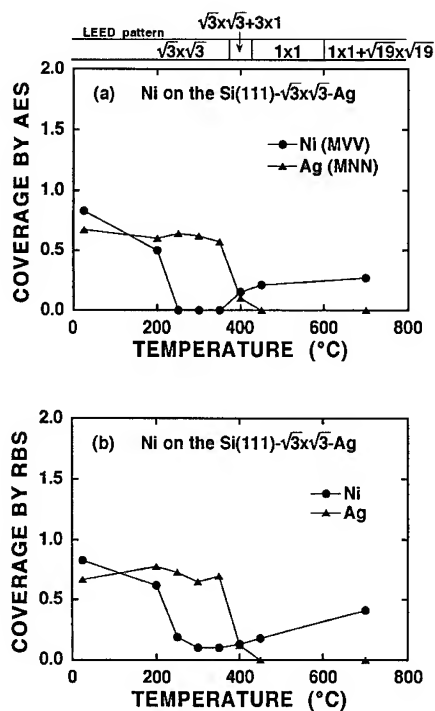 √3x√3+3x1
LEED pattern
√3x√3 1x1 1x1+√19x√19
(a) Ni on the Si(111)-√3x√3-Ag
Ni (MVV)
Ag (MNN)
COVERAGE BY AES
2.0
1.5
1.0
0.5
0.0
0 200 400 600 800
TEMPERATURE (°C)
(b) Ni on the Si(111)-√3x√3-Ag
Ni
Ag
COVERAGE BY RBS
2.0
1.5
1.0
0.5
0.0
0 200 400 600 800
TEMPERATURE (°C)